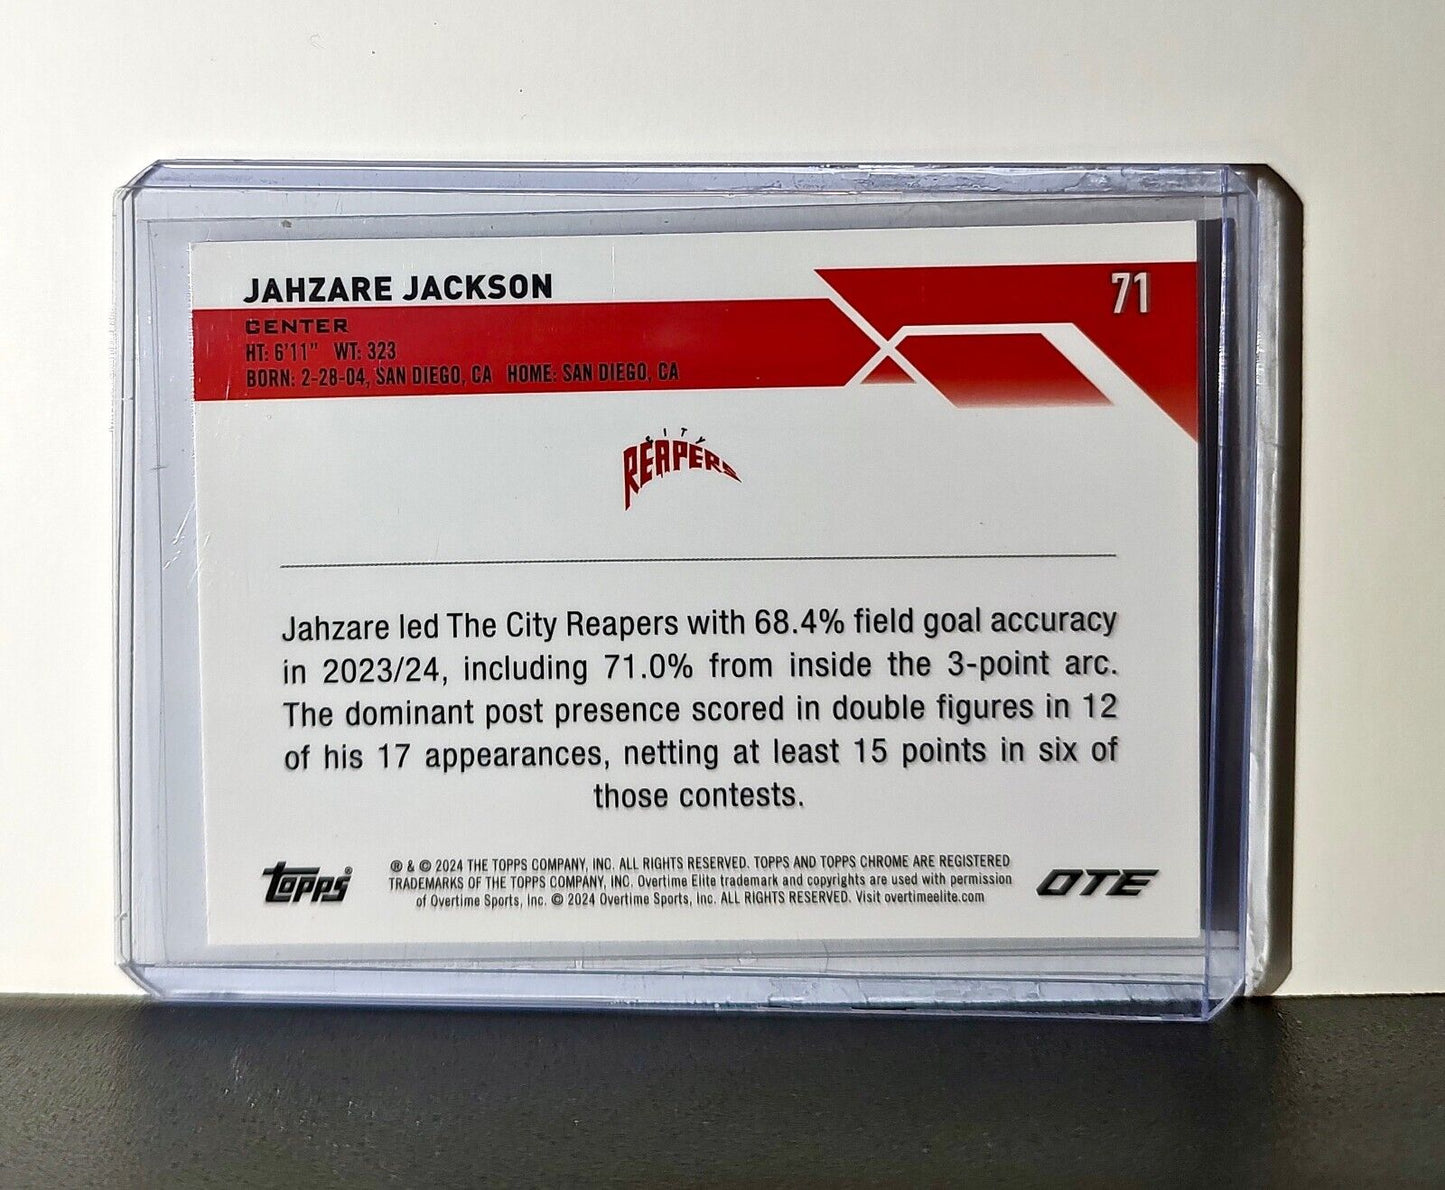 JAHZARE JACKSON
71
CENTER
HT: 6'11" WT: 323
BORN: 2-28-04, SAN DIEGO, CA HOME: SAN DIEGO, CA
CITY
REAPERS
Jahzare led The City Reapers with 68.4% field goal accuracy
in 2023/24, including 71.0% from inside the 3-point arc.
The dominant post presence scored in double figures in 12
of his 17 appearances, netting at least 15 points in six of
those contests.
topps®
® & © 2024 THE TOPPS COMPANY, INC. ALL RIGHTS RESERVED. TOPPS AND TOPPS CHROME ARE REGISTERED
TRADEMARKS OF THE TOPPS COMPANY, INC. Overtime Elite trademark and copyrights are used with permission
of Overtime Sports, Inc. © 2024 Overtime Sports, Inc. ALL RIGHTS RESERVED. Visit overtimeelite.com
OTE